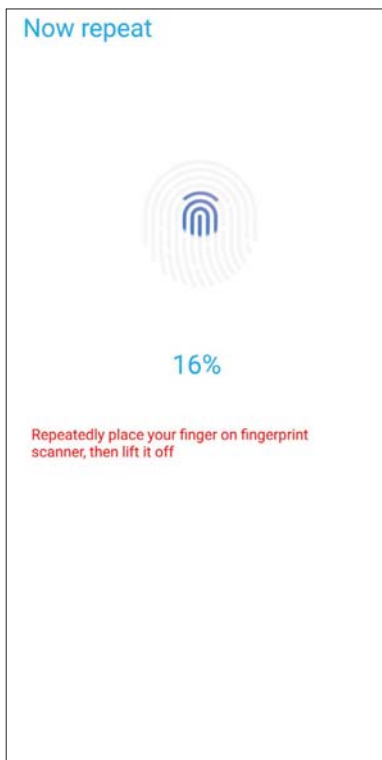 Now repeat
16%
Repeatedly place your finger on fingerprint
scanner, then lift it off